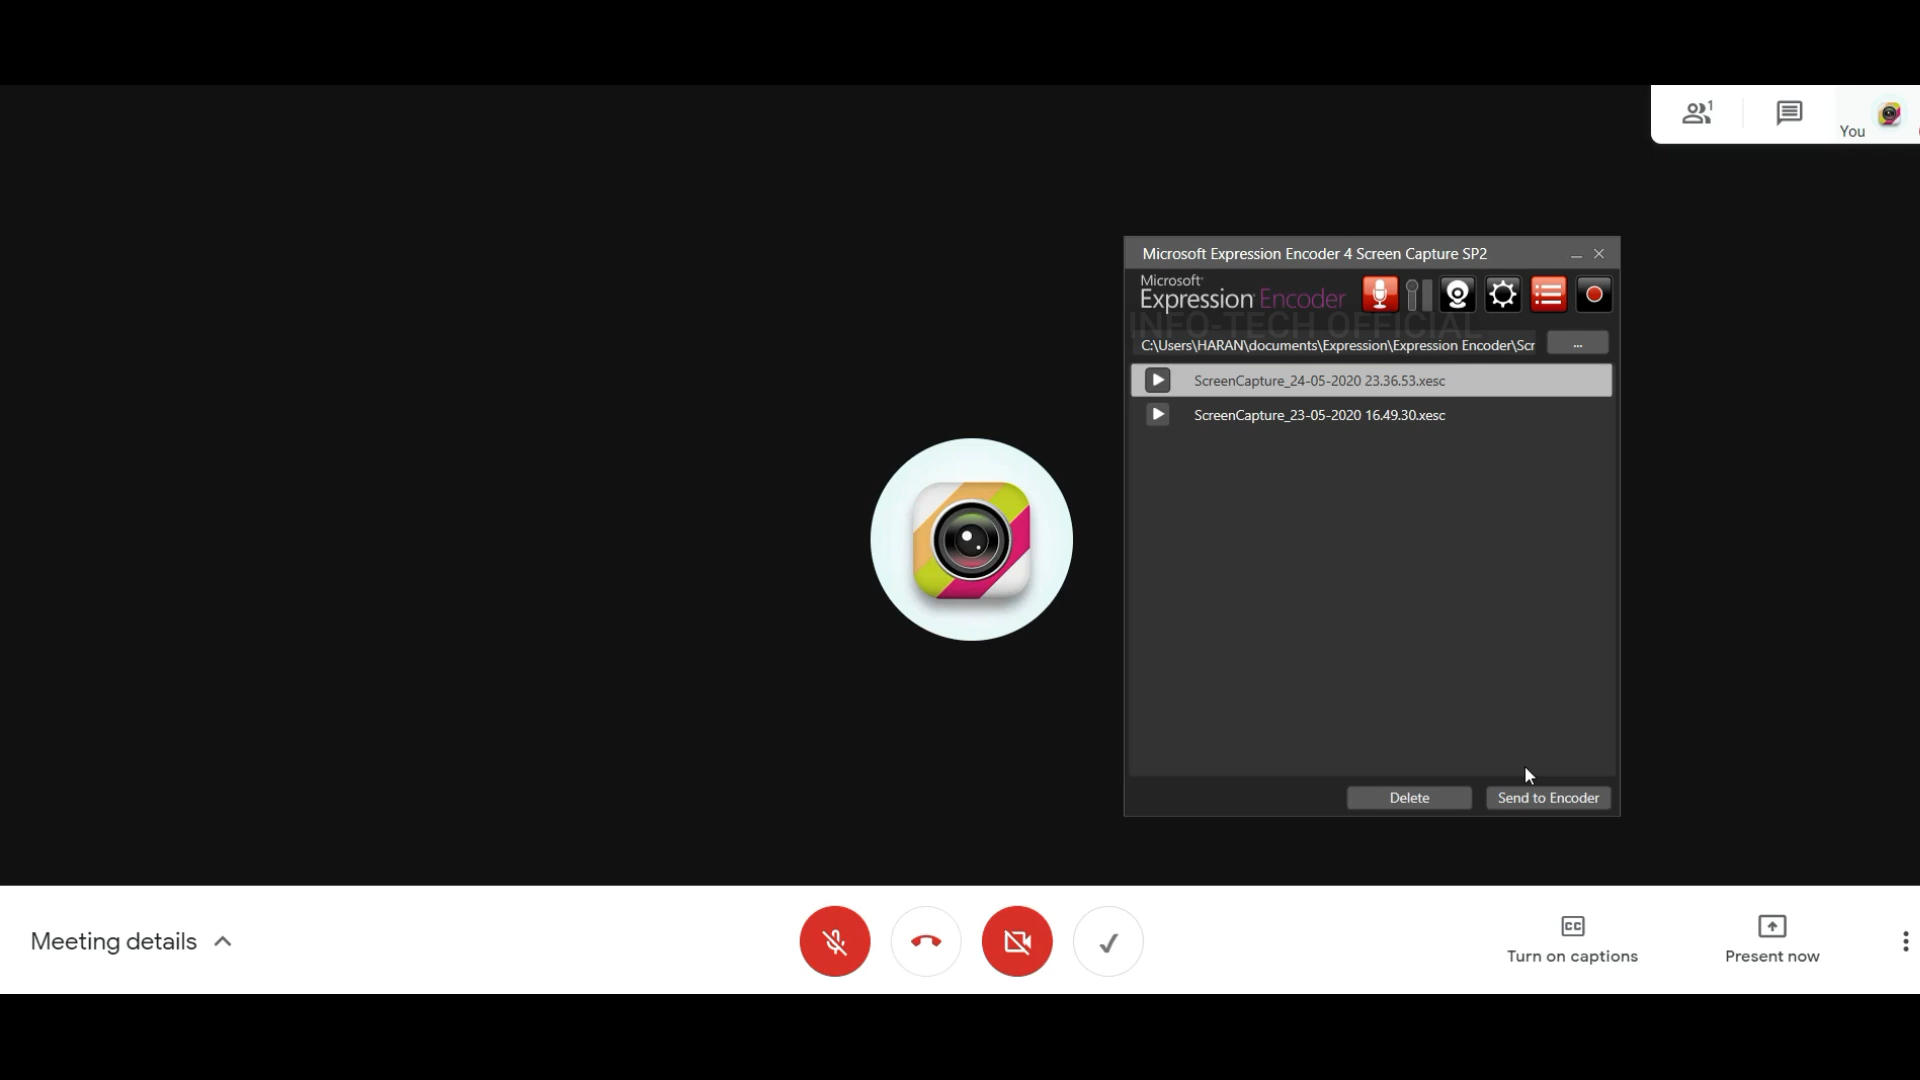 1
You
Microsoft Expression Encoder 4 Screen Capture SP2
Microsoft
Expression Encoder
INFO-TECH OFFICIAL
C:\Users\HARAN\documents\Expression\Expression Encoder\Scr
...
ScreenCapture_24-05-2020 23.36.53.xesc
ScreenCapture_23-05-2020 16.49.30.xesc
Delete
Send to Encoder
Meeting details
CC
Turn on captions
Present now